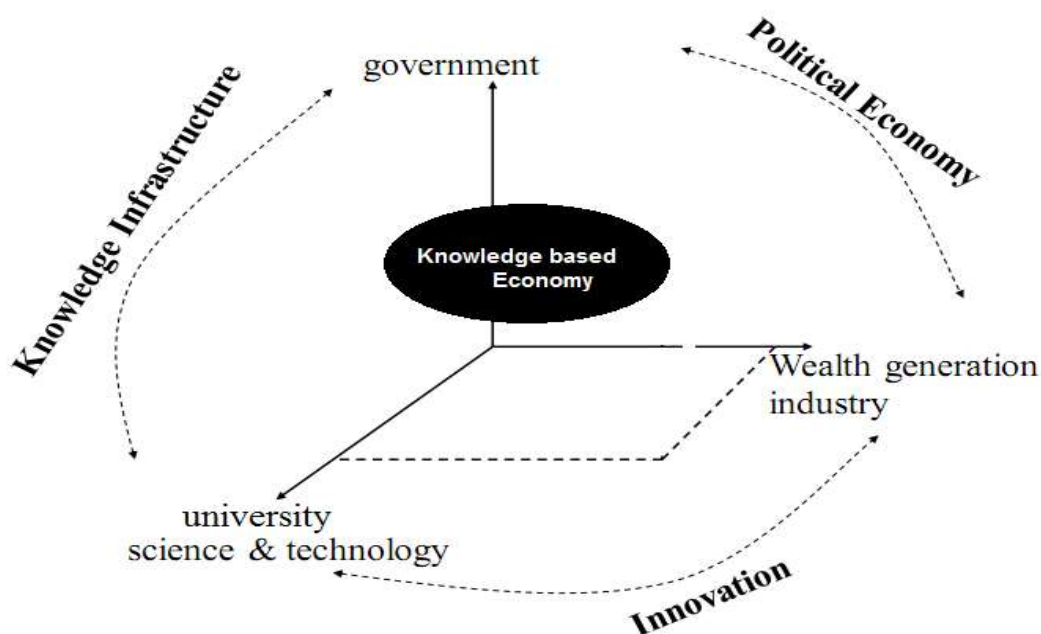 government
Political Economy
Knowledge Infrastructure
Knowledge based
Economy
Wealth generation
industry
university
science & technology
Innovation